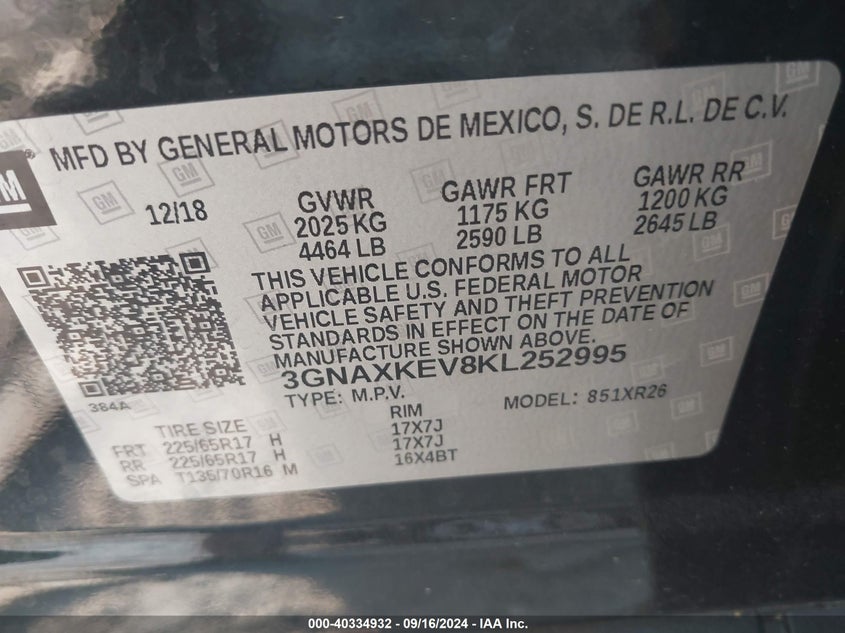 MFD BY GENERAL MOTORS DE MEXICO, S. DE R.L. DE C.V.
GM ®
12/18
GVWR GAWR FRT GAWR RR
2025 KG 1175 KG 1200 KG
4464 LB 2590 LB 2645 LB
THIS VEHICLE CONFORMS TO ALL
APPLICABLE U.S. FEDERAL MOTOR
VEHICLE SAFETY AND THEFT PREVENTION
STANDARDS IN EFFECT ON THE DATE OF
MANUFACTURE SHOWN ABOVE.
3GNAXKEV8KL252995
TYPE: M.P.V. MODEL: 851XR26
384A
TIRE SIZE RIM
FRT 225/65R17 H 17X7J
RR 225/65R17 H 17X7J
SPA T135/70R16 M 16X4BT
000-40334932 - 09/16/2024 - IAA Inc.